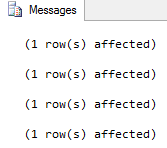 Messages
(1 row(s) affected)
(1 row(s) affected)
(1 row(s) affected)
(1 row(s) affected)